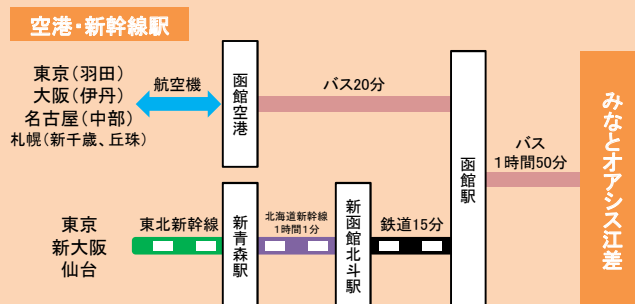 空港・新幹線駅
東京（羽田）
大阪（伊丹）
名古屋（中部）
札幌（新千歳、丘珠）
航空機
函館空港
バス20分
函館駅
バス
1時間50分
みなとオアシス江差
東京
新大阪
仙台
東北新幹線
新青森駅
北海道新幹線
1時間1分
新函館北斗駅
鉄道15分